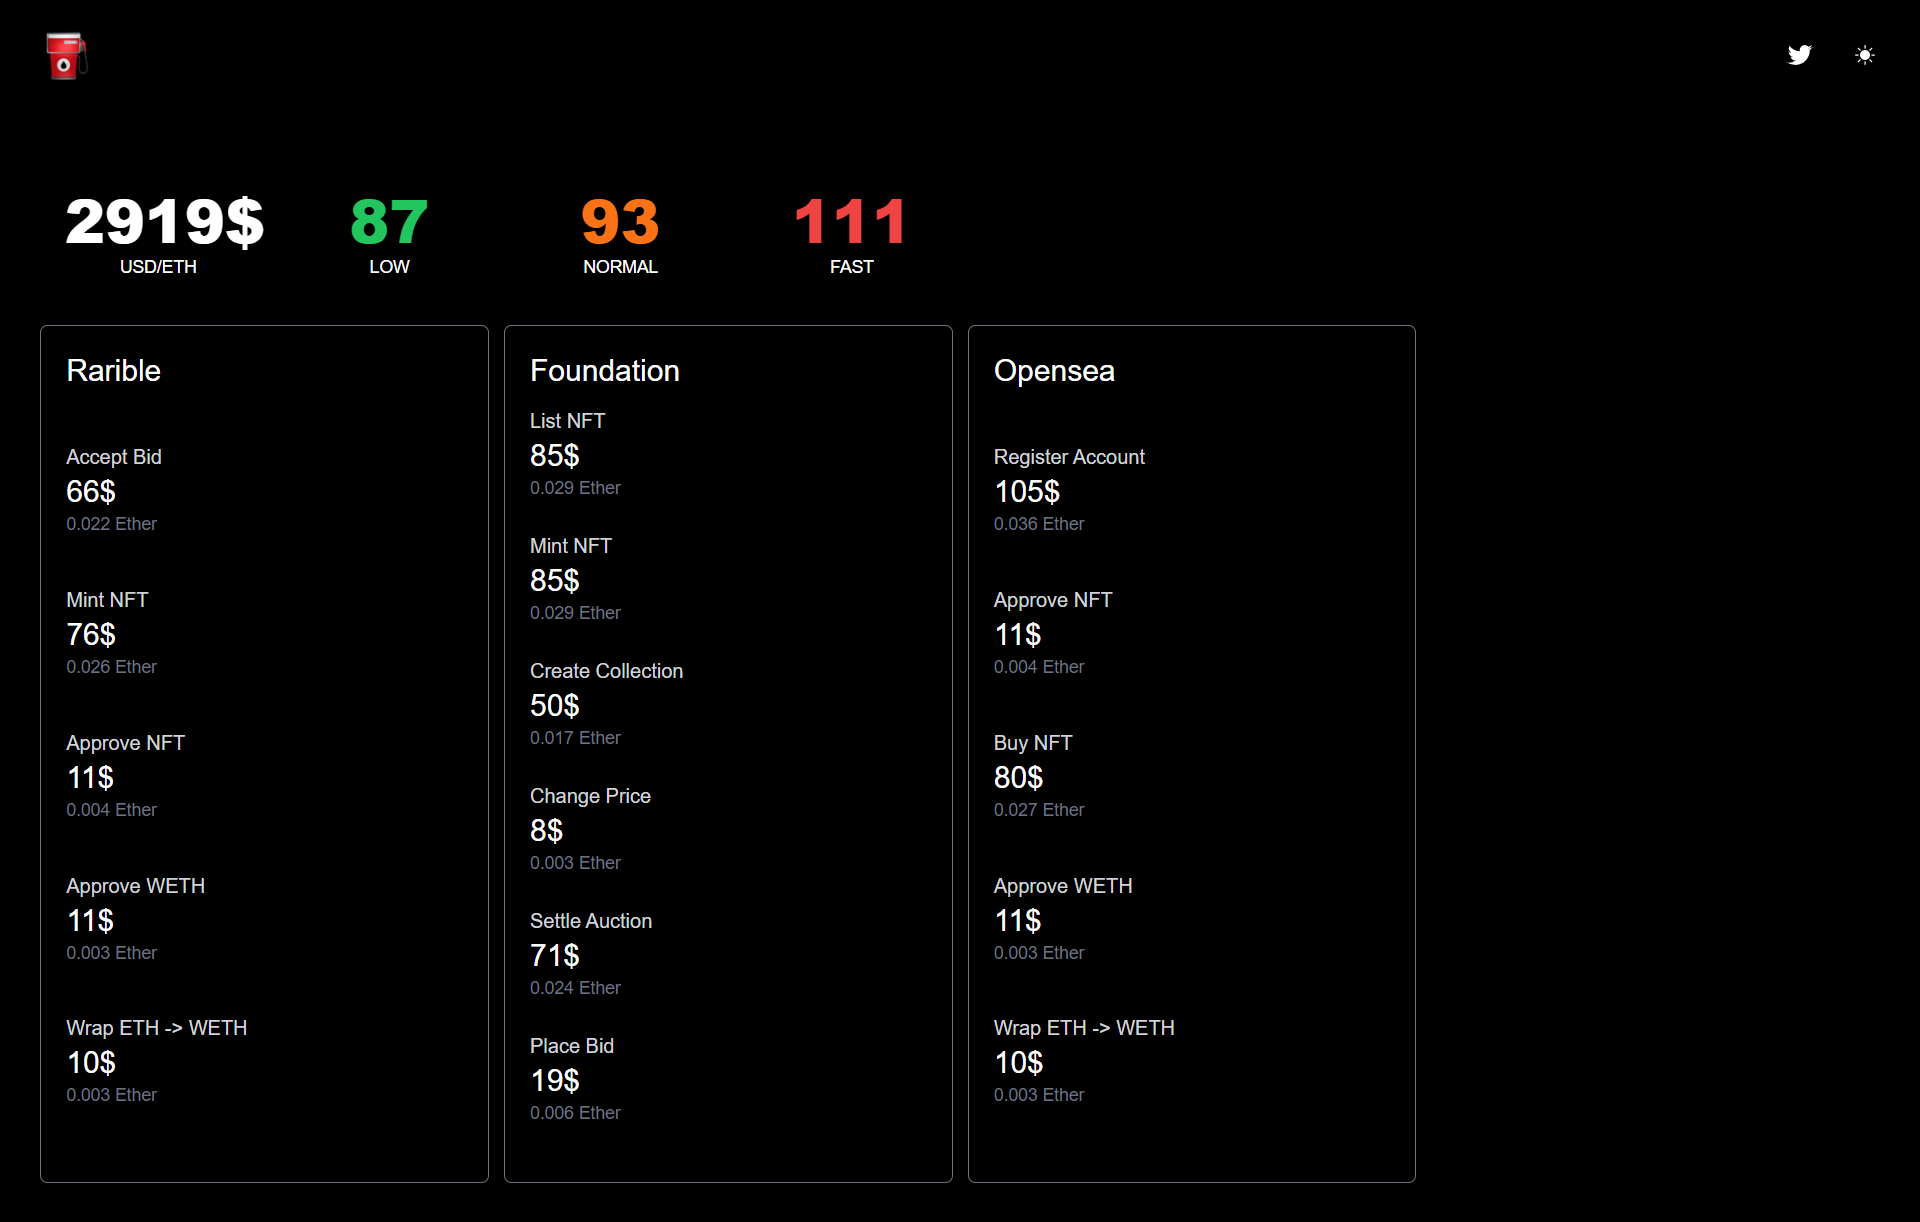 2919$
USD/ETH
87
LOW
93
NORMAL
111
FAST
Rarible
Accept Bid
66$
0.022 Ether
Mint NFT
76$
0.026 Ether
Approve NFT
11$
0.004 Ether
Approve WETH
11$
0.003 Ether
Wrap ETH -> WETH
10$
0.003 Ether
Foundation
List NFT
85$
0.029 Ether
Mint NFT
85$
0.029 Ether
Create Collection
50$
0.017 Ether
Change Price
8$
0.003 Ether
Settle Auction
71$
0.024 Ether
Place Bid
19$
0.006 Ether
Opensea
Register Account
105$
0.036 Ether
Approve NFT
11$
0.004 Ether
Buy NFT
80$
0.027 Ether
Approve WETH
11$
0.003 Ether
Wrap ETH -> WETH
10$
0.003 Ether